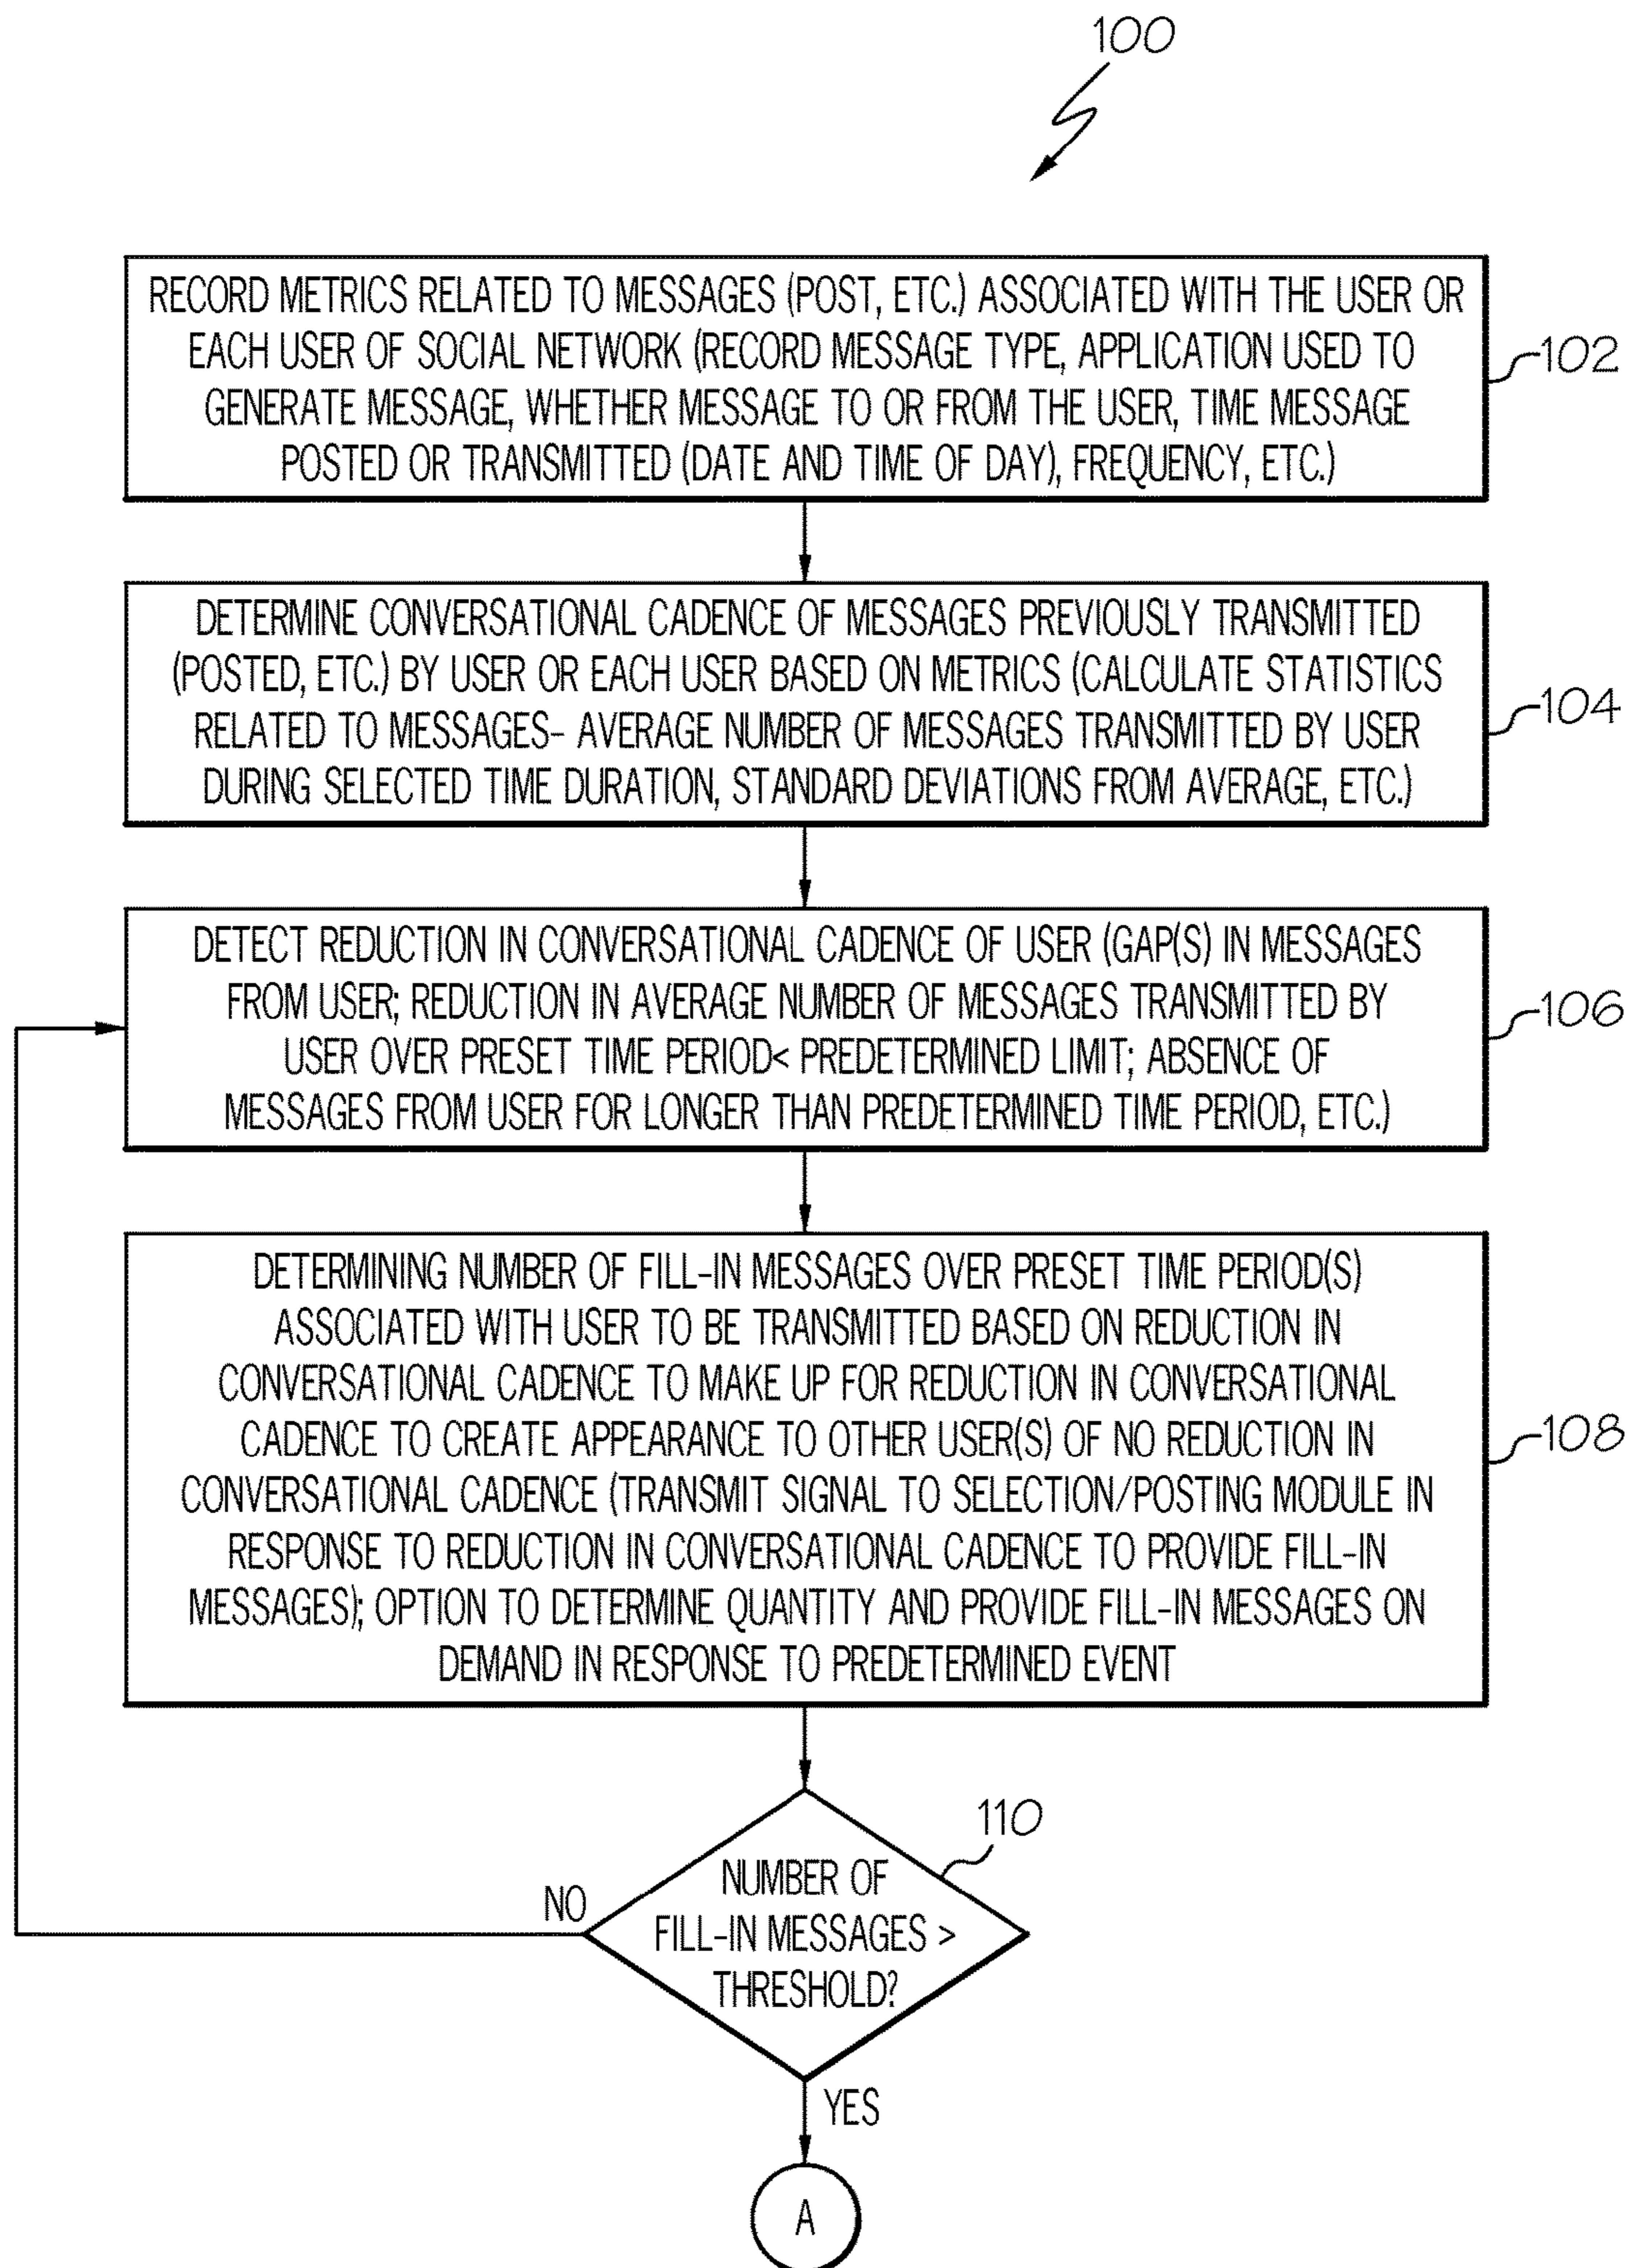 100
RECORD METRICS RELATED TO MESSAGES (POST, ETC.) ASSOCIATED WITH THE USER OR
EACH USER OF SOCIAL NETWORK (RECORD MESSAGE TYPE, APPLICATION USED TO
GENERATE MESSAGE, WHETHER MESSAGE TO OR FROM THE USER, TIME MESSAGE
POSTED OR TRANSMITTED (DATE AND TIME OF DAY), FREQUENCY, ETC.)
102
DETERMINE CONVERSATIONAL CADENCE OF MESSAGES PREVIOUSLY TRANSMITTED
(POSTED, ETC.) BY USER OR EACH USER BASED ON METRICS (CALCULATE STATISTICS
RELATED TO MESSAGES- AVERAGE NUMBER OF MESSAGES TRANSMITTED BY USER
DURING SELECTED TIME DURATION, STANDARD DEVIATIONS FROM AVERAGE, ETC.)
104
DETECT REDUCTION IN CONVERSATIONAL CADENCE OF USER (GAP(S) IN MESSAGES
FROM USER; REDUCTION IN AVERAGE NUMBER OF MESSAGES TRANSMITTED BY
USER OVER PRESET TIME PERIOD< PREDETERMINED LIMIT; ABSENCE OF
MESSAGES FROM USER FOR LONGER THAN PREDETERMINED TIME PERIOD, ETC.)
106
DETERMINING NUMBER OF FILL-IN MESSAGES OVER PRESET TIME PERIOD(S)
ASSOCIATED WITH USER TO BE TRANSMITTED BASED ON REDUCTION IN
CONVERSATIONAL CADENCE TO MAKE UP FOR REDUCTION IN CONVERSATIONAL
CADENCE TO CREATE APPEARANCE TO OTHER USER(S) OF NO REDUCTION IN
CONVERSATIONAL CADENCE (TRANSMIT SIGNAL TO SELECTION/POSTING MODULE IN
RESPONSE TO REDUCTION IN CONVERSATIONAL CADENCE TO PROVIDE FILL-IN
MESSAGES); OPTION TO DETERMINE QUANTITY AND PROVIDE FILL-IN MESSAGES ON
DEMAND IN RESPONSE TO PREDETERMINED EVENT
108
110
NUMBER OF
FILL-IN MESSAGES >
THRESHOLD?
NO
YES
A